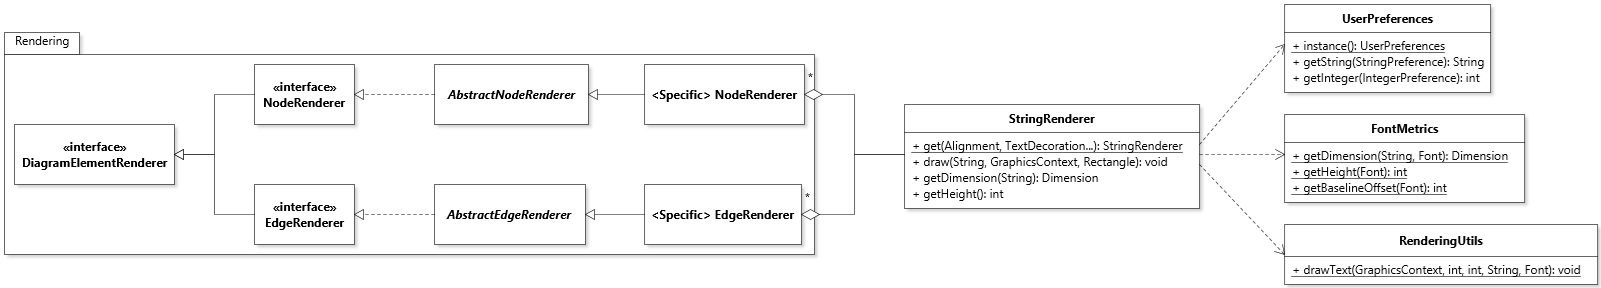 Rendering
«interface»
DiagramElementRenderer
«interface»
NodeRenderer
AbstractNodeRenderer
<Specific> NodeRenderer
*
«interface»
EdgeRenderer
AbstractEdgeRenderer
<Specific> EdgeRenderer
*
StringRenderer
+ get(Alignment, TextDecoration...): StringRenderer
+ draw(String, GraphicsContext, Rectangle): void
+ getDimension(String): Dimension
+ getHeight(): int
UserPreferences
+ instance(): UserPreferences
+ getString(StringPreference): String
+ getInteger(IntegerPreference): int
FontMetrics
+ getDimension(String, Font): Dimension
+ getHeight(Font): int
+ getBaselineOffset(Font): int
RenderingUtils
+ drawText(GraphicsContext, int, int, String, Font): void